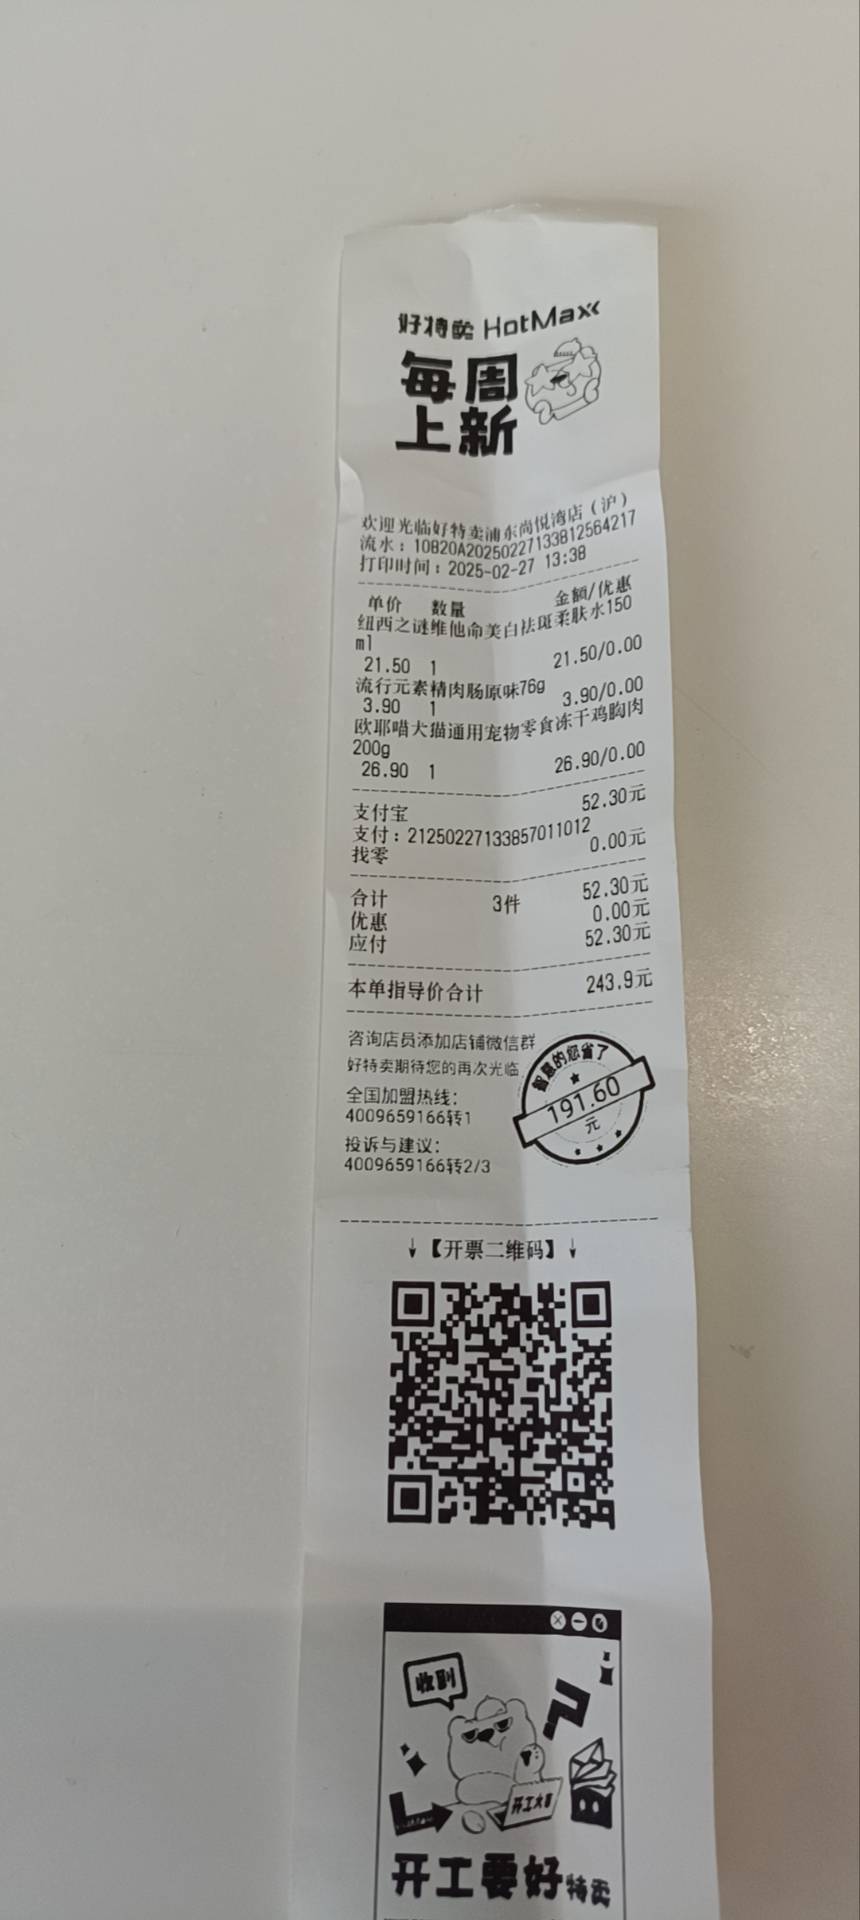 好特卖 HotMaxx
每周
上新
欢迎光临好特卖浦东尚悦湾店（沪）
流水：10820A20250227133812564217
打印时间：2025-02-27 13:38
单价 数量 金额/优惠
纽西之谜维他命美白祛斑柔肤水150
ml
21.50 1 21.50/0.00
流行元素精肉肠原味76g
3.90 1 3.90/0.00
欧耶喵犬猫通用宠物零食冻干鸡胸肉
200g
26.90 1 26.90/0.00
支付宝 52.30元
支付：21250227133857011012
找零 0.00元
合计 3件 52.30元
优惠 0.00元
应付 52.30元
本单指导价合计 243.9元
咨询店员添加店铺微信群
好特卖期待您的再次光临
全国加盟热线：
4009659166转1
投诉与建议：
4009659166转2/3
智慧的您省了
191.60
元
↓【开票二维码】↓
收到
开工大吉
开工要好特卖